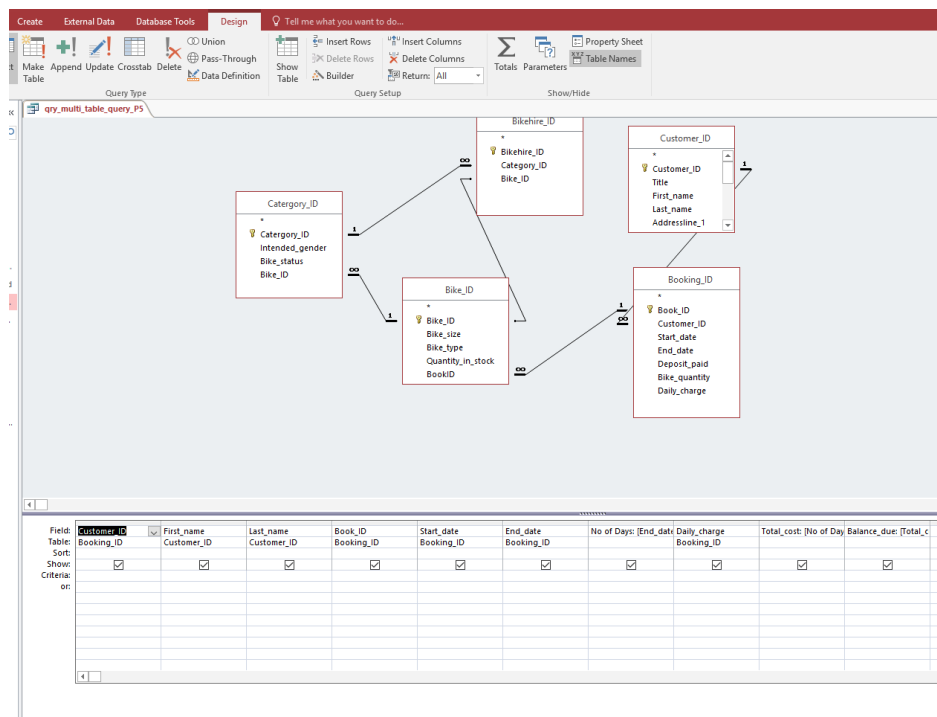 Create External Data Database Tools Design Tell me what you want to do...
Union Insert Rows Insert Columns Property Sheet
Pass-Through Delete Rows Delete Columns XYZ Table Names
Make Table Append Update Crosstab Delete Data Definition Show Table Builder Return: All Totals Parameters
Query Type Query Setup Show/Hide
qry_multi_table_query_P5
Bikehire_ID
*
Bikehire_ID
Category_ID
Bike_ID
Customer_ID
*
Customer_ID
Title
First_name
Last_name
Addressline_1
Catergory_ID
*
Catergory_ID
Intended_gender
Bike_status
Bike_ID
Bike_ID
*
Bike_ID
Bike_size
Bike_type
Quantity_in_stock
BookID
Booking_ID
*
Book_ID
Customer_ID
Start_date
End_date
Deposit_paid
Bike_quantity
Daily_charge
1
∞
∞
1
1
1
∞
∞
Field: Customer_ID First_name Last_name Book_ID Start_date End_date No of Days: [End_date Daily_charge Total_cost: [No of Day Balance_due: [Total_c
Table: Booking_ID Customer_ID Customer_ID Booking_ID Booking_ID Booking_ID Booking_ID
Sort:
Show:
Criteria:
or: